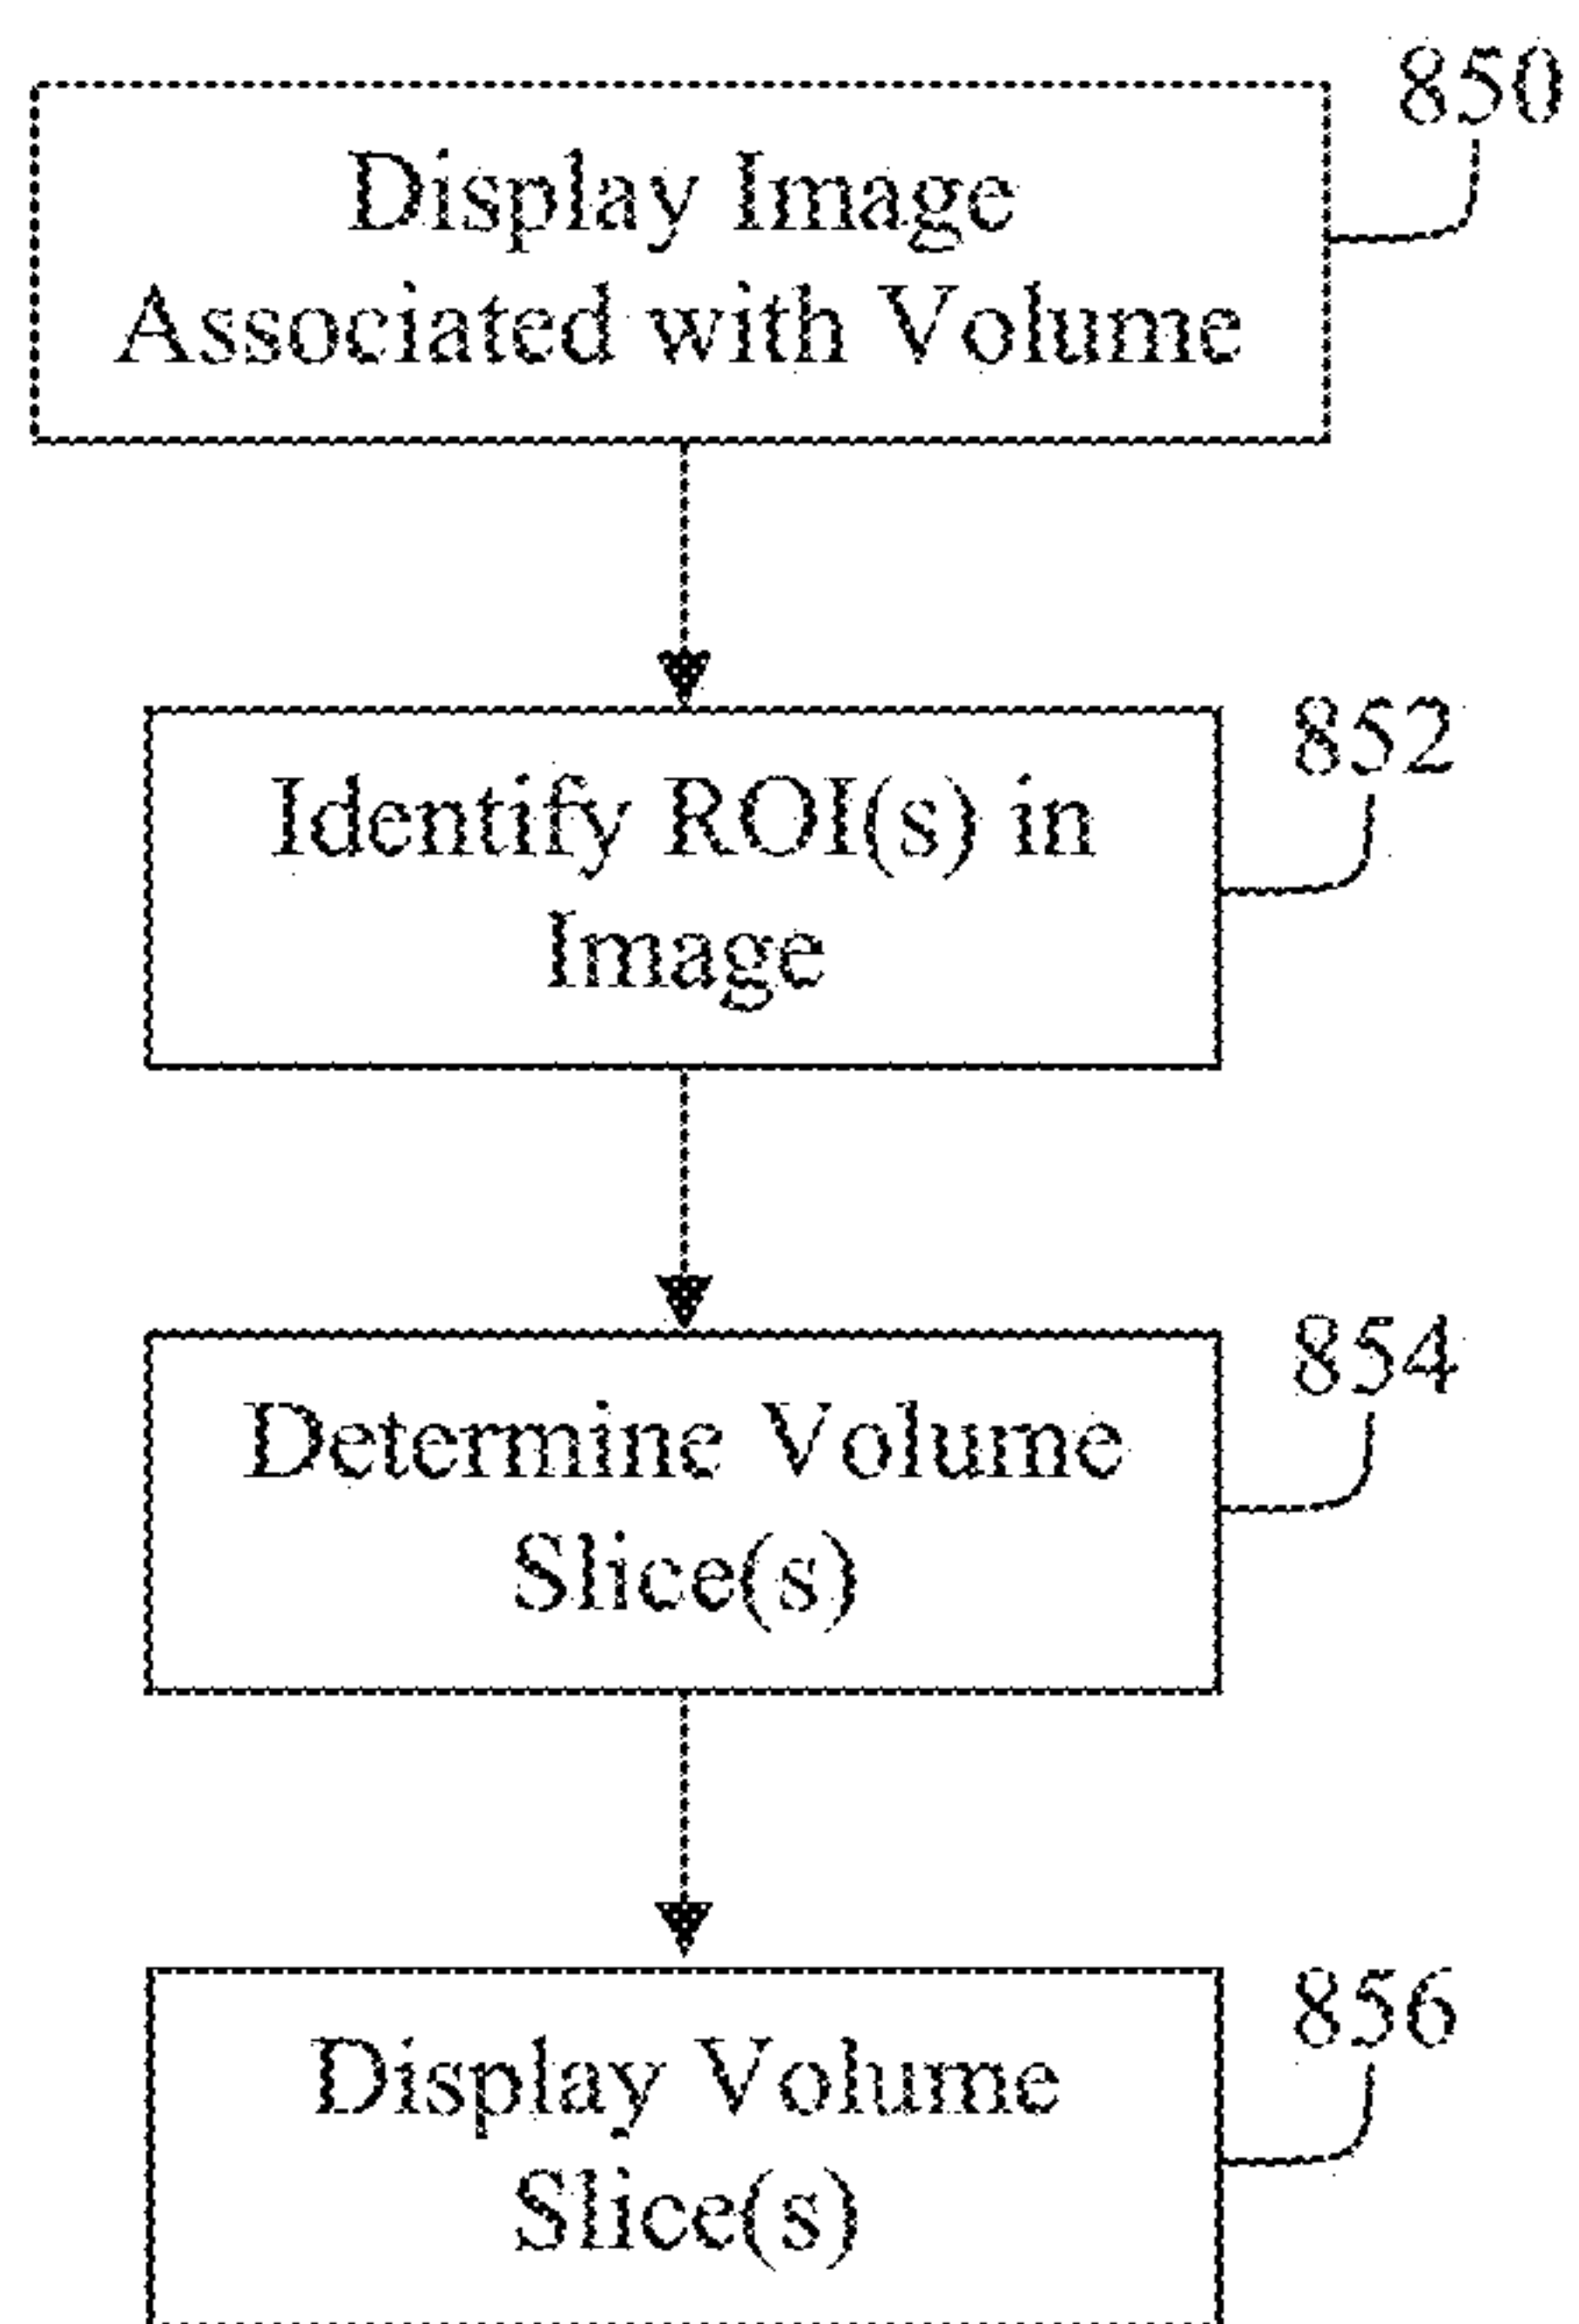 850
Display Image
Associated with Volume
852
Identify ROI(s) in
Image
854
Determine Volume
Slice(s)
856
Display Volume
Slice(s)